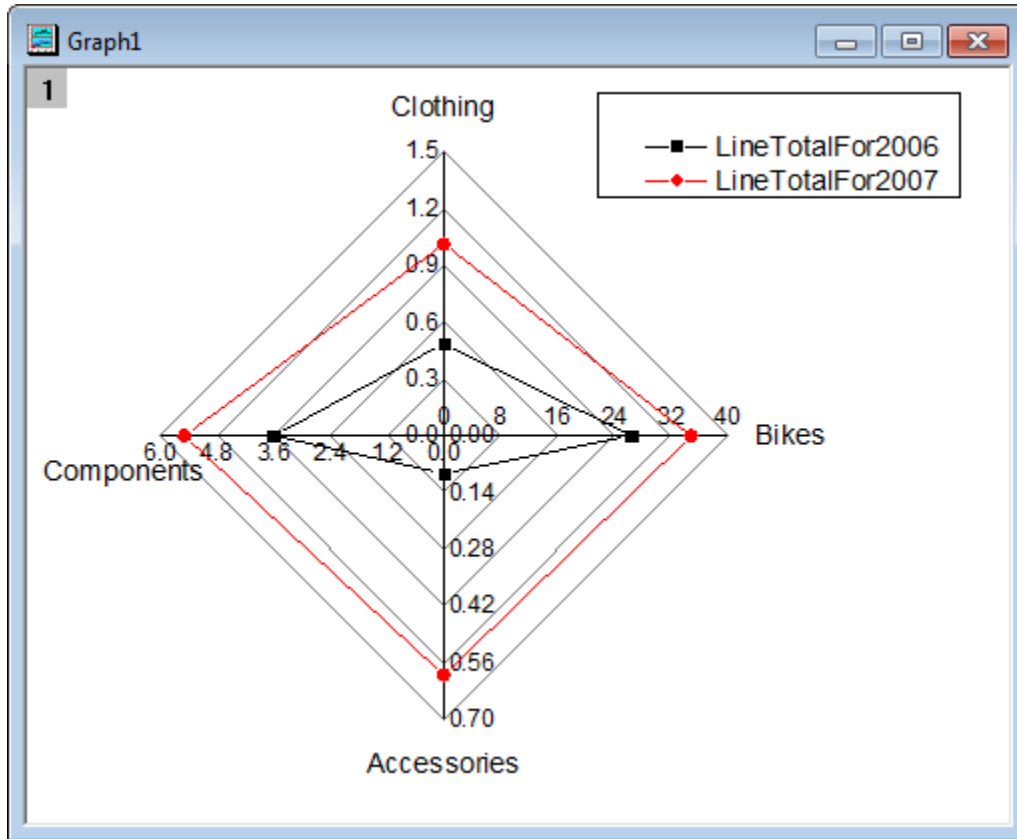 Graph1
1
Clothing
LineTotalFor2006
LineTotalFor2007
1.5
1.2
0.9
0.6
0.3
0 8 16 24 32 40
0.0 0.00
Bikes
6.0 4.8 3.6 2.4 1.2 0.0
Components
0.14
0.28
0.42
0.56
0.70
Accessories